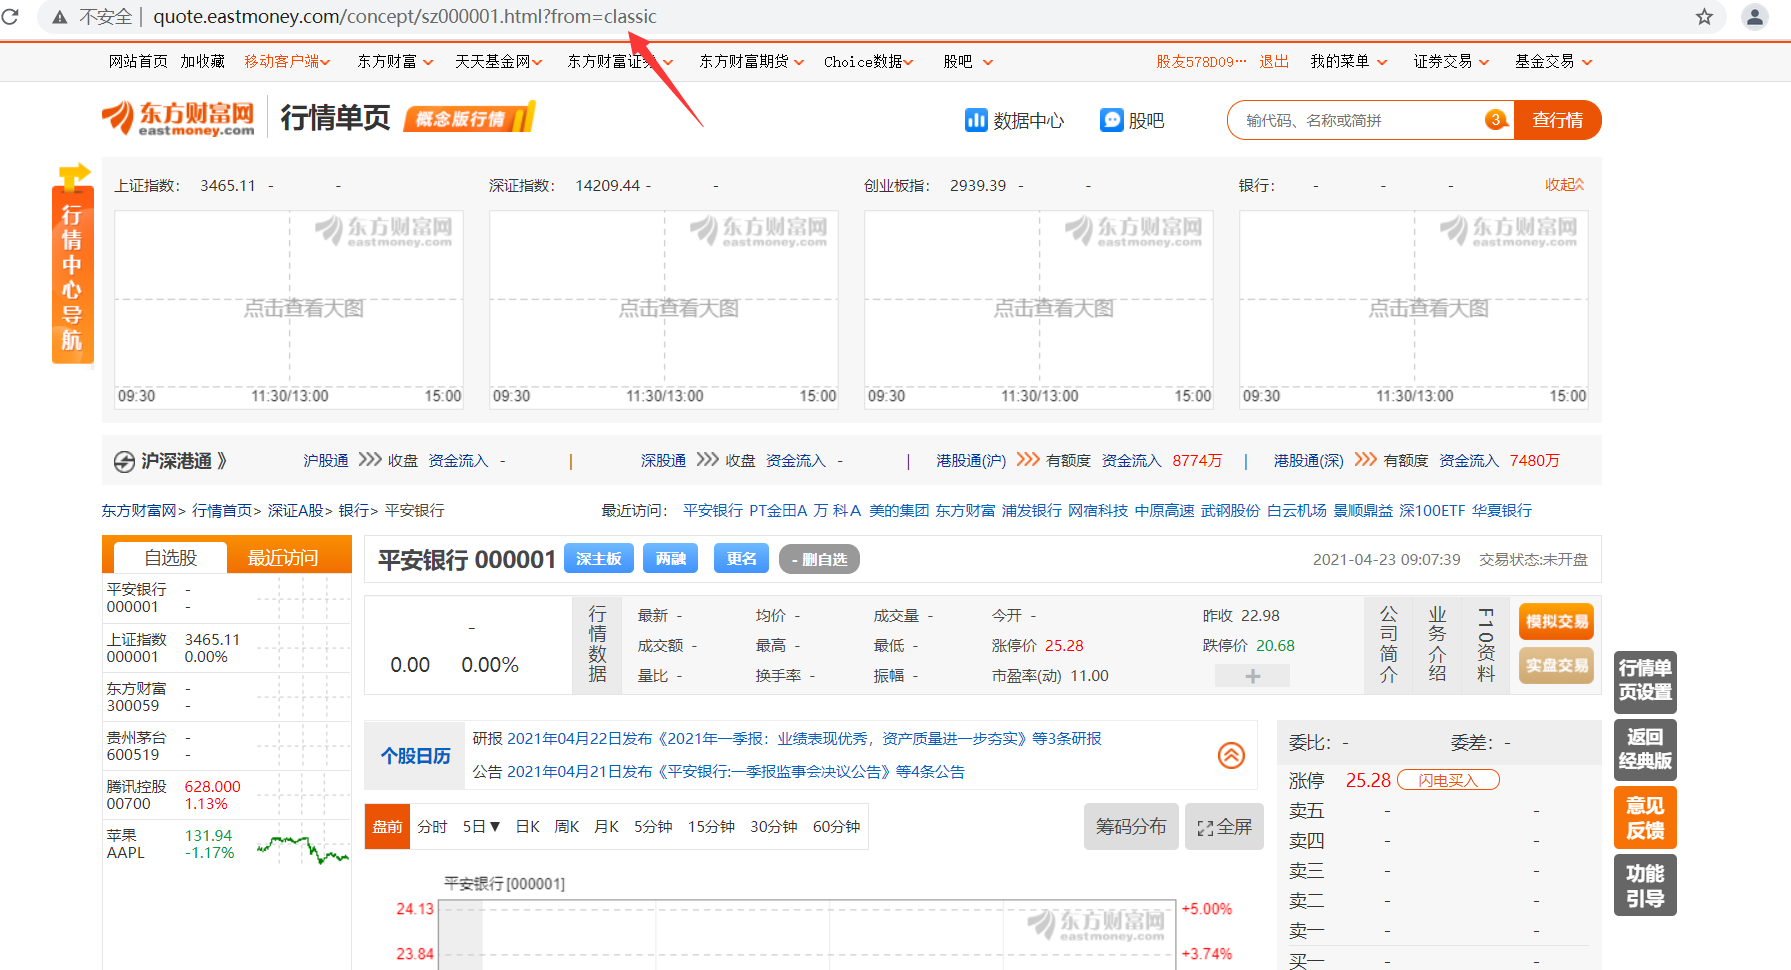 不安全 | quote.eastmoney.com/concept/sz000001.html?from=classic
网站首页 加收藏 移动客户端 东方财富 天天基金网 东方财富证券 东方财富期货 Choice数据 股吧 股友578D09… 退出 我的菜单 证券交易 基金交易
东方财富网 eastmoney.com 行情单页 概念版行情 数据中心 股吧 输代码、名称或简拼 3 查行情
行情中心导航
上证指数： 3465.11 - - 深证指数： 14209.44 - - 创业板指： 2939.39 - - 银行： - - - 收起
东方财富网 东方财富网 东方财富网 东方财富网
eastmoney.com eastmoney.com eastmoney.com eastmoney.com
点击查看大图 点击查看大图 点击查看大图 点击查看大图
09:30 11:30/13:00 15:00 09:30 11:30/13:00 15:00 09:30 11:30/13:00 15:00 09:30 11:30/13:00 15:00
沪深港通 》 沪股通 收盘 资金流入 - | 深股通 收盘 资金流入 - | 港股通(沪) 有额度 资金流入 8774万 | 港股通(深) 有额度 资金流入 7480万
东方财富网> 行情首页> 深证A股> 银行> 平安银行 最近访问： 平安银行 PT金田A 万 科Ａ 美的集团 东方财富 浦发银行 网宿科技 中原高速 武钢股份 白云机场 景顺鼎益 深100ETF 华夏银行
自选股 最近访问
平安银行 -
000001 -
上证指数 3465.11
000001 0.00%
东方财富 -
300059 -
贵州茅台 -
600519 -
腾讯控股 628.000
00700 1.13%
苹果 131.94
AAPL -1.17%
平安银行 000001 深主板 两融 更名 - 删自选 2021-04-23 09:07:39 交易状态:未开盘
-
0.00 0.00%
行情数据
最新 - 均价 - 成交量 - 今开 - 昨收 22.98
成交额 - 最高 - 最低 - 涨停价 25.28 跌停价 20.68
量比 - 换手率 - 振幅 - 市盈率(动) 11.00 +
公司简介
业务介绍
F10资料
模拟交易
实盘交易
个股日历
研报 2021年04月22日发布《2021年一季报：业绩表现优秀，资产质量进一步夯实》等3条研报
公告 2021年04月21日发布《平安银行:一季报监事会决议公告》等4条公告
盘前 分时 5日▼ 日K 周K 月K 5分钟 15分钟 30分钟 60分钟 筹码分布 全屏
平安银行[000001]
24.13 +5.00%
东方财富网
eastmoney.com
23.84 +3.74%
委比： - 委差： -
涨停 25.28 闪电买入
卖五 - -
卖四 - -
卖三 - -
卖二 - -
卖一 - -
买一 - -
行情单页设置
返回经典版
意见反馈
功能引导